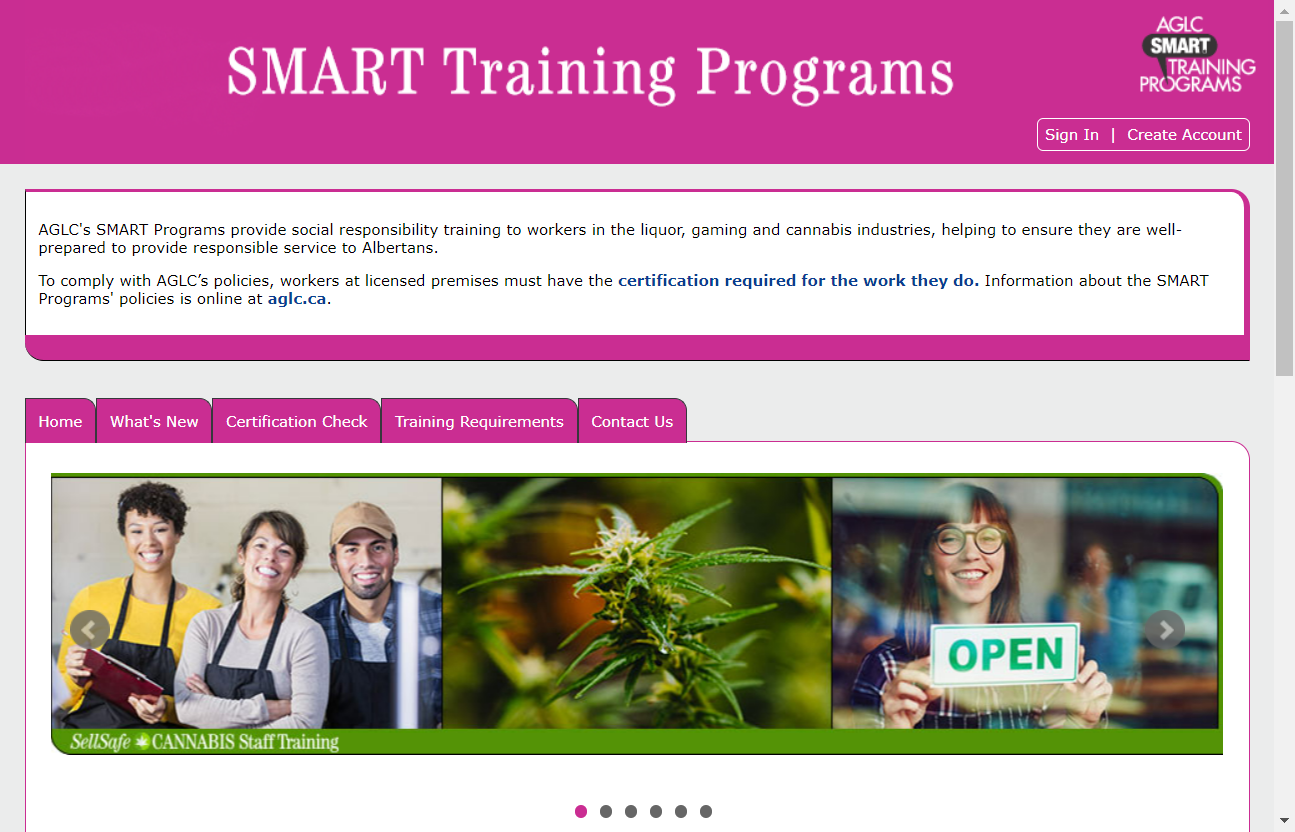 SMART Training Programs
AGLC
SMART
TRAINING
PROGRAMS
Sign In | Create Account
AGLC's SMART Programs provide social responsibility training to workers in the liquor, gaming and cannabis industries, helping to ensure they are well-
prepared to provide responsible service to Albertans.
To comply with AGLC’s policies, workers at licensed premises must have the certification required for the work they do. Information about the SMART
Programs' policies is online at aglc.ca.
Home
What's New
Certification Check
Training Requirements
Contact Us
OPEN
SellSafe CANNABIS Staff Training